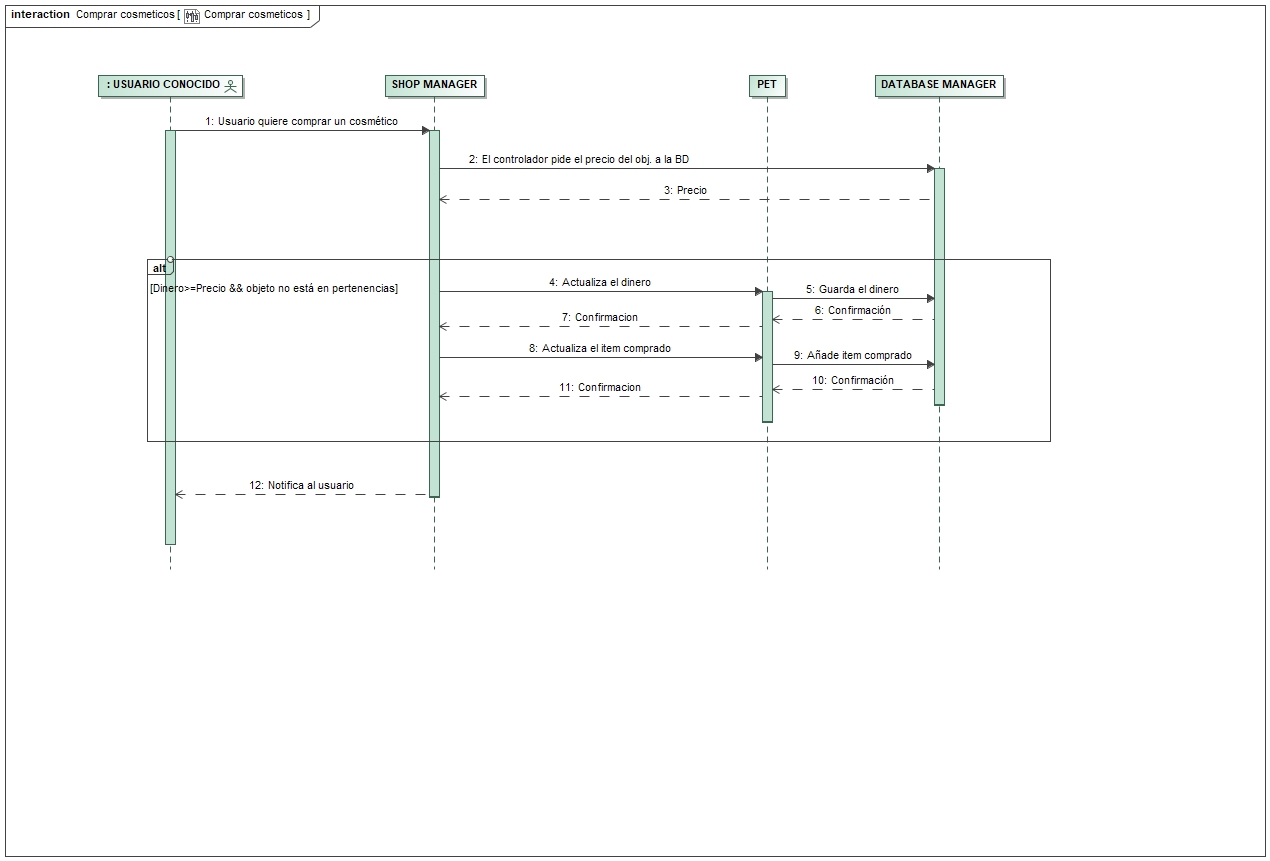 interaction Comprar cosmeticos [ Comprar cosmeticos ]
: USUARIO CONOCIDO
SHOP MANAGER
PET
DATABASE MANAGER
1: Usuario quiere comprar un cosmético
2: El controlador pide el precio del obj. a la BD
3: Precio
alt
[Dinero>=Precio && objeto no está en pertenencias]
4: Actualiza el dinero
5: Guarda el dinero
6: Confirmación
7: Confirmacion
8: Actualiza el item comprado
9: Añade item comprado
10: Confirmación
11: Confirmacion
12: Notifica al usuario